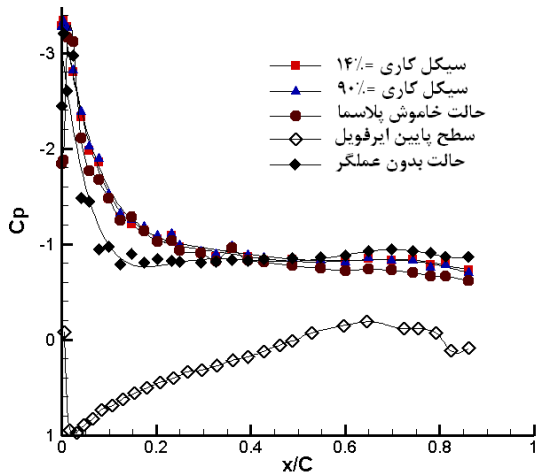 -3
-2
-1
0
1
Cp
سیکل کاری =۱۴٪
سیکل کاری =۹۰٪
حالت خاموش پلاسما
سطح پایین ایرفویل
حالت بدون عملگر
0 0.2 0.4 0.6 0.8 1
x/C